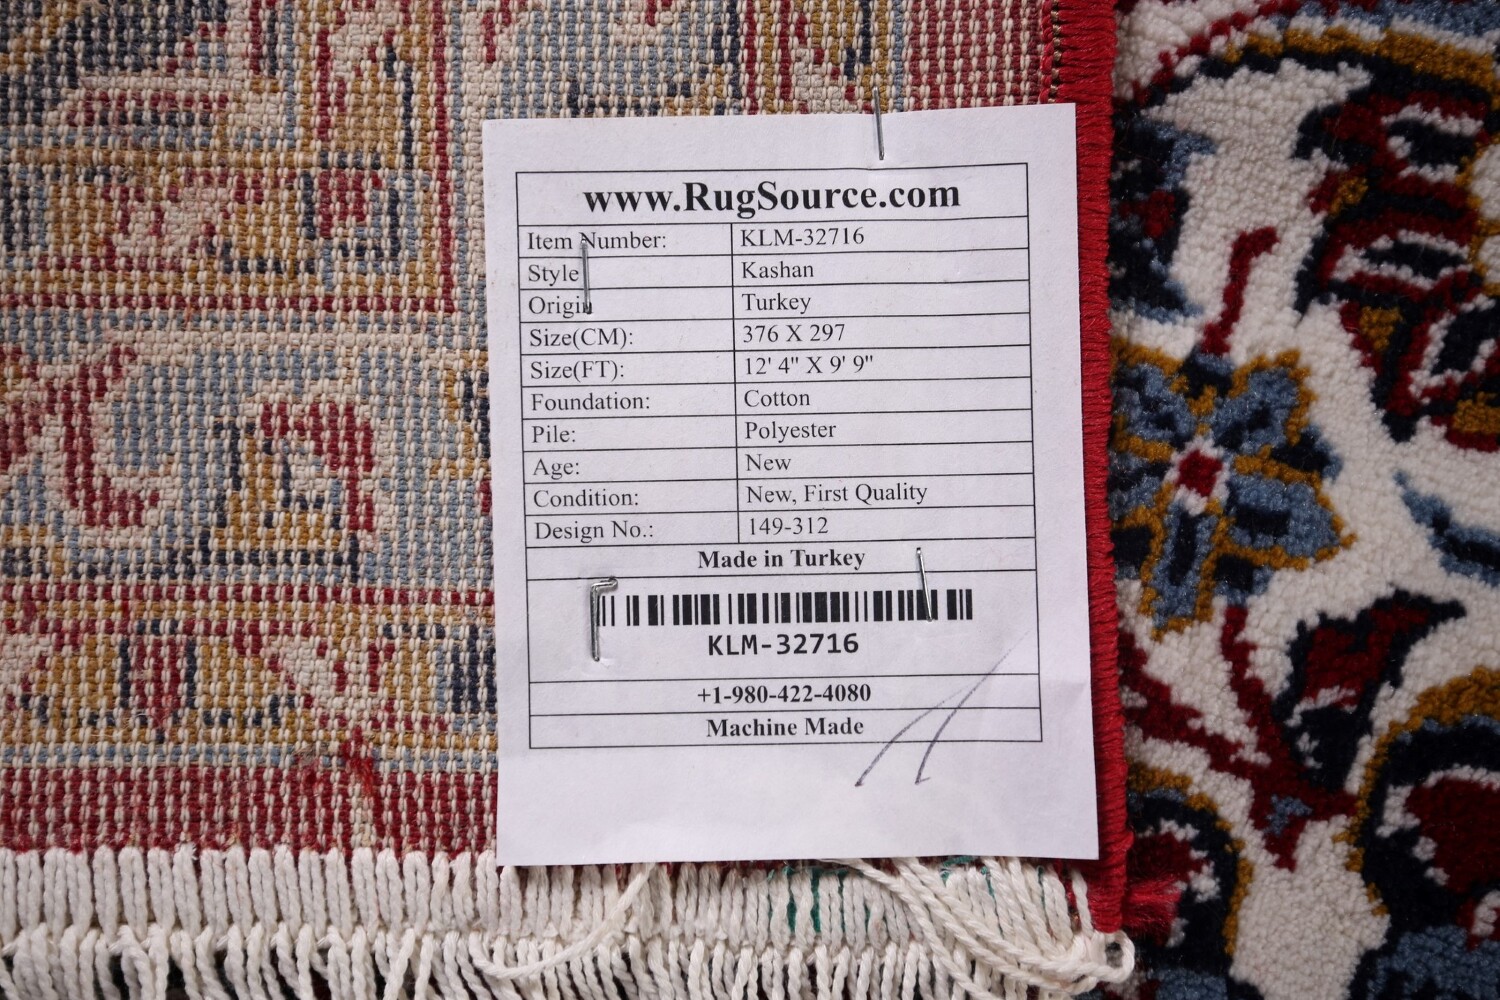 www.RugSource.com
Item Number: KLM-32716
Style Kashan
Origin Turkey
Size(CM): 376 X 297
Size(FT): 12' 4" X 9' 9"
Foundation: Cotton
Pile: Polyester
Age: New
Condition: New, First Quality
Design No.: 149-312
Made in Turkey
KLM-32716
+1-980-422-4080
Machine Made